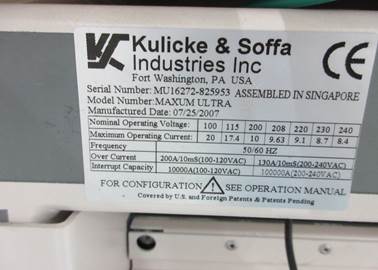 Kulicke & Soffa
Industries Inc
Fort Washington, PA USA
CE
Serial Number: MU16272-825953 ASSEMBLED IN SINGAPORE
Model Number: MAXUM ULTRA
Manufactured Date: 07/25/2007
Nominal Operating Voltage: 100 115 200 208 220 230 240
Maximum Operating Current: 20 17.4 10 9.63 9.1 8.7 8.4
Frequency 50/60 HZ
Over Current 200A/10mS(100-120VAC) 130A/10mS(200-240VAC)
Interrupt Capacity 10000A(100-120VAC) 100000A(200-240VAC)
FOR CONFIGURATION SEE OPERATION MANUAL
Covered by U.S. and Foreign Patents & Patents Pending